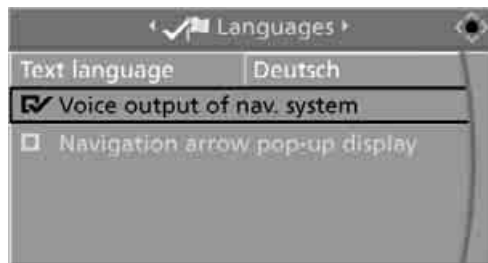 Languages
Text language Deutsch
Voice output of nav. system
Navigation arrow pop-up display